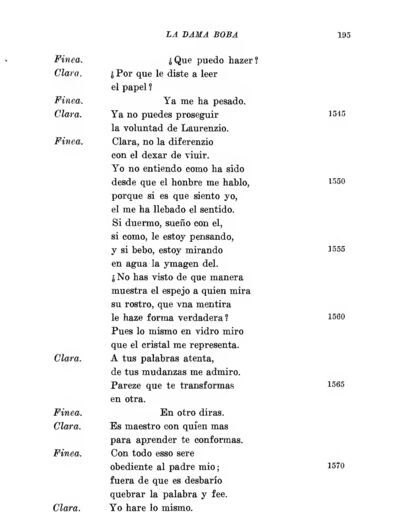 LA DAMA BOBA 195
Finea. ¿Que puedo hazer?
Clara. ¿Por que le diste a leer
el papel?
Finea. Ya me ha pesado.
Clara. Ya no puedes proseguir 1545
la voluntad de Laurenzio.
Finea. Clara, no la diferenzio
con el dexar de viuir.
Yo no entiendo como ha sido
desde que el honbre me hablo, 1550
porque si es que siento yo,
el me ha llebado el sentido.
Si duermo, sueño con el,
si como, le estoy pensando,
y si bebo, estoy mirando 1555
en agua la ymagen del.
¿No has visto de que manera
muestra el espejo a quien mira
su rostro, que vna mentira
le haze forma verdadera? 1560
Pues lo mismo en vidro miro
que el cristal me representa.
Clara. A tus palabras atenta,
de tus mudanzas me admiro.
Pareze que te transformas 1565
en otra.
Finea. En otro diras.
Clara. Es maestro con quien mas
para aprender te conformas.
Finea. Con todo esso sere
obediente al padre mio; 1570
fuera de que es desbarío
quebrar la palabra y fee.
Clara. Yo hare lo mismo.